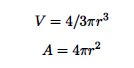 V = 4/3πr³
A = 4πr²